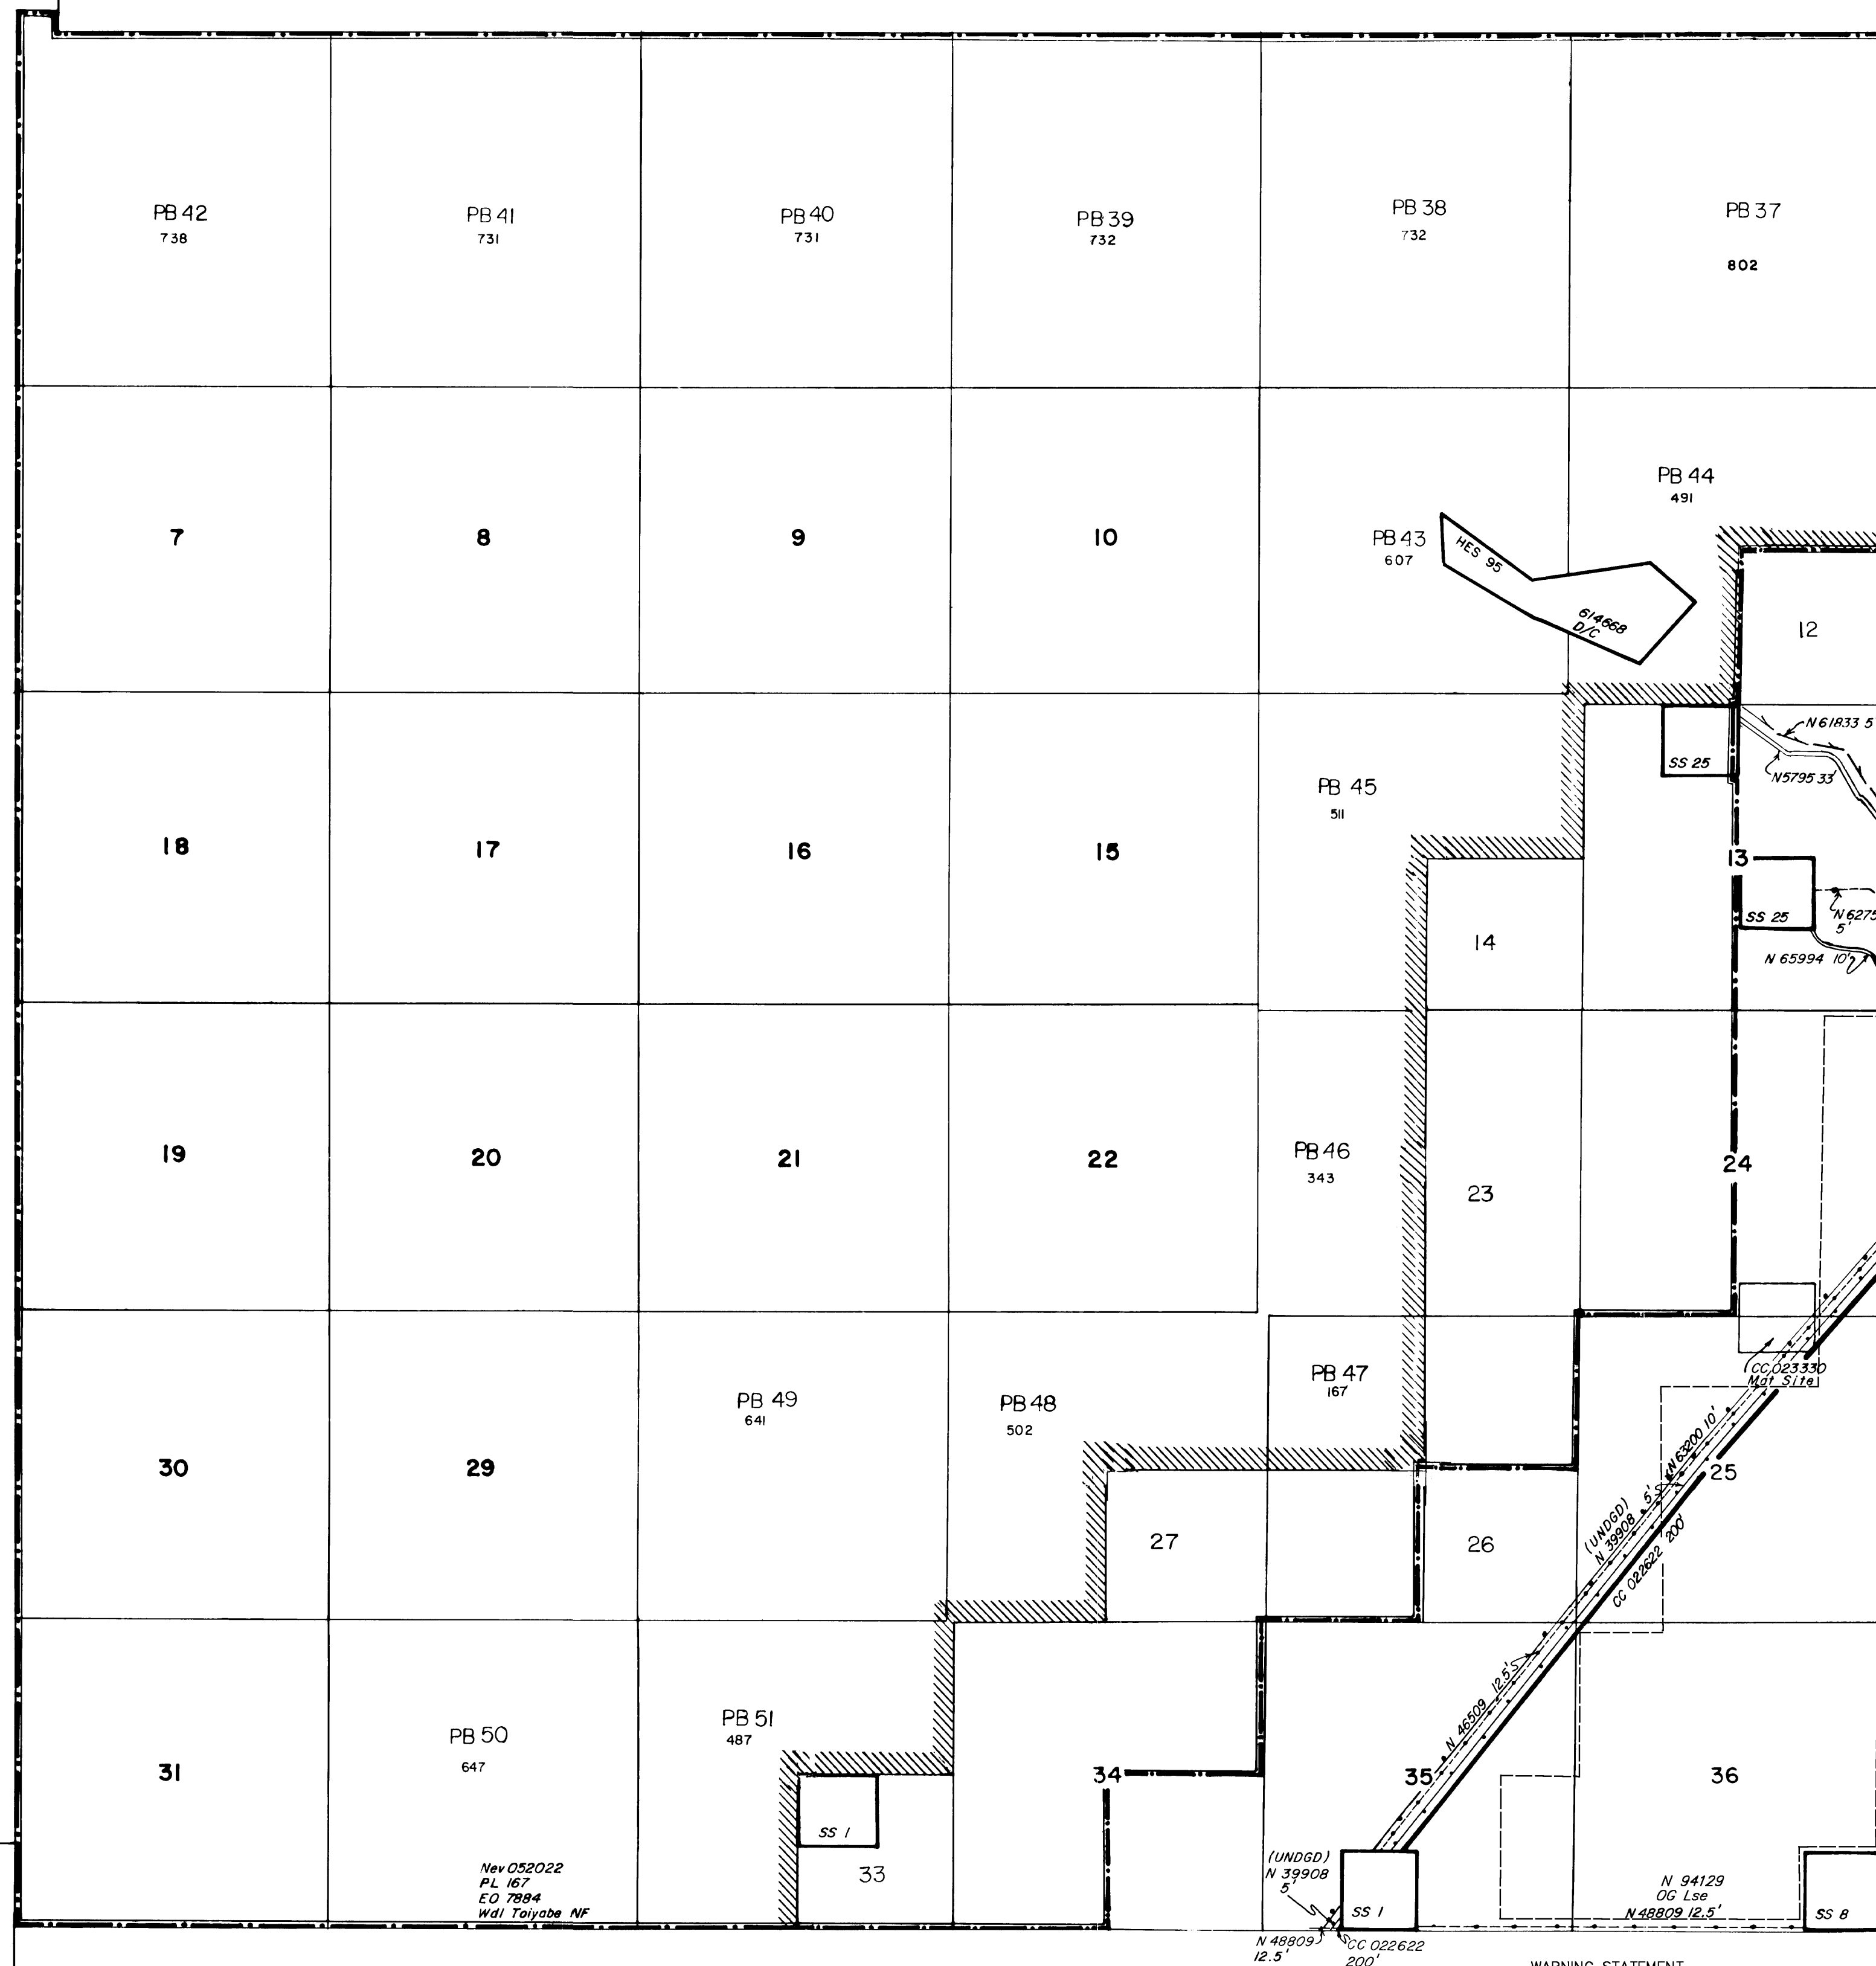 PB 42
738
PB 41
731
PB 40
731
PB 39
732
PB 38
732
PB 37
802
7
8
9
10
PB 43
607
HES 95
614668
D/C
PB 44
491
12
18
17
16
15
PB 45
511
SS 25
N 61833 5
N5795 33'
13
14
SS 25
N 6275
5'
N 65994 10'
19
20
21
22
PB 46
343
23
24
CC 023330
Mat Site
30
29
PB 49
641
PB 48
502
PB 47
167
27
26
25
N 63200 10'
(UNDGD)
N 39908 5'
CC 022622 200'
31
PB 50
647
PB 51
487
34
N 46509 12.5'
35
36
SS 1
33
Nev 052022
PL 167
EO 7884
Wdl Toiyabe NF
(UNDGD)
N 39908
5'
SS 1
N 94129
OG Lse
N 48809 12.5'
SS 8
N 48809
12.5'
CC 022622
200'
WARNING STATEMENT